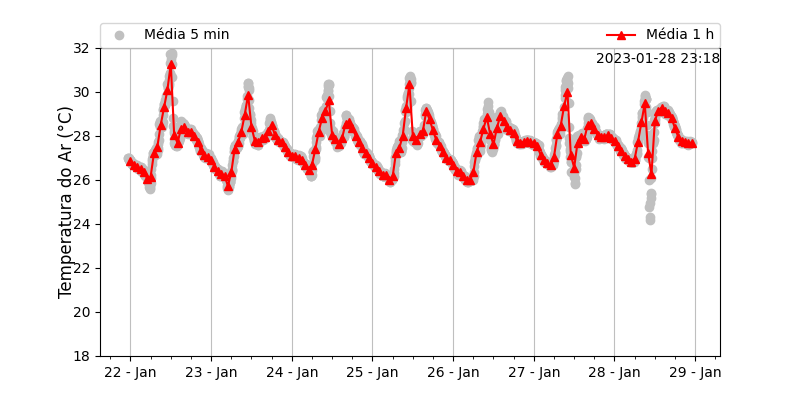 Média 5 min
Média 1 h
2023-01-28 23:18
Temperatura do Ar (°C)
32
30
28
26
24
22
20
18
22 - Jan
23 - Jan
24 - Jan
25 - Jan
26 - Jan
27 - Jan
28 - Jan
29 - Jan